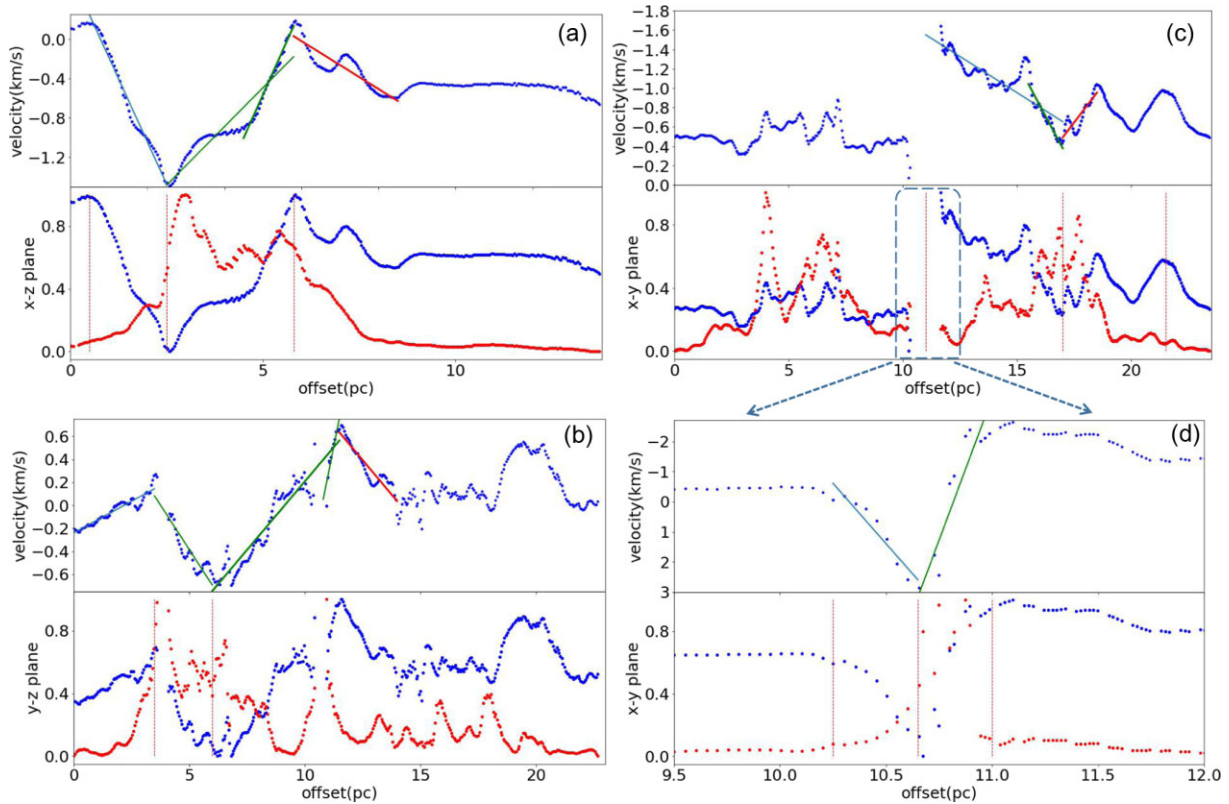 (a)
velocity(km/s)
0.0
−0.4
−0.8
−1.2
x-z plane
0.8
0.4
0.0
0 5 10
offset(pc)
(c)
velocity(km/s)
−1.8
−1.6
−1.4
−1.2
−1.0
−0.8
−0.6
−0.4
−0.2
0.0
x-y plane
0.8
0.4
0.0
0 5 10 15 20
offset(pc)
(b)
velocity(km/s)
0.6
0.4
0.2
0.0
−0.2
−0.4
−0.6
y-z plane
0.8
0.4
0.0
0 5 10 15 20
offset(pc)
(d)
velocity(km/s)
−2
−1
0
1
2
3
x-y plane
0.8
0.4
0.0
9.5 10.0 10.5 11.0 11.5 12.0
offset(pc)